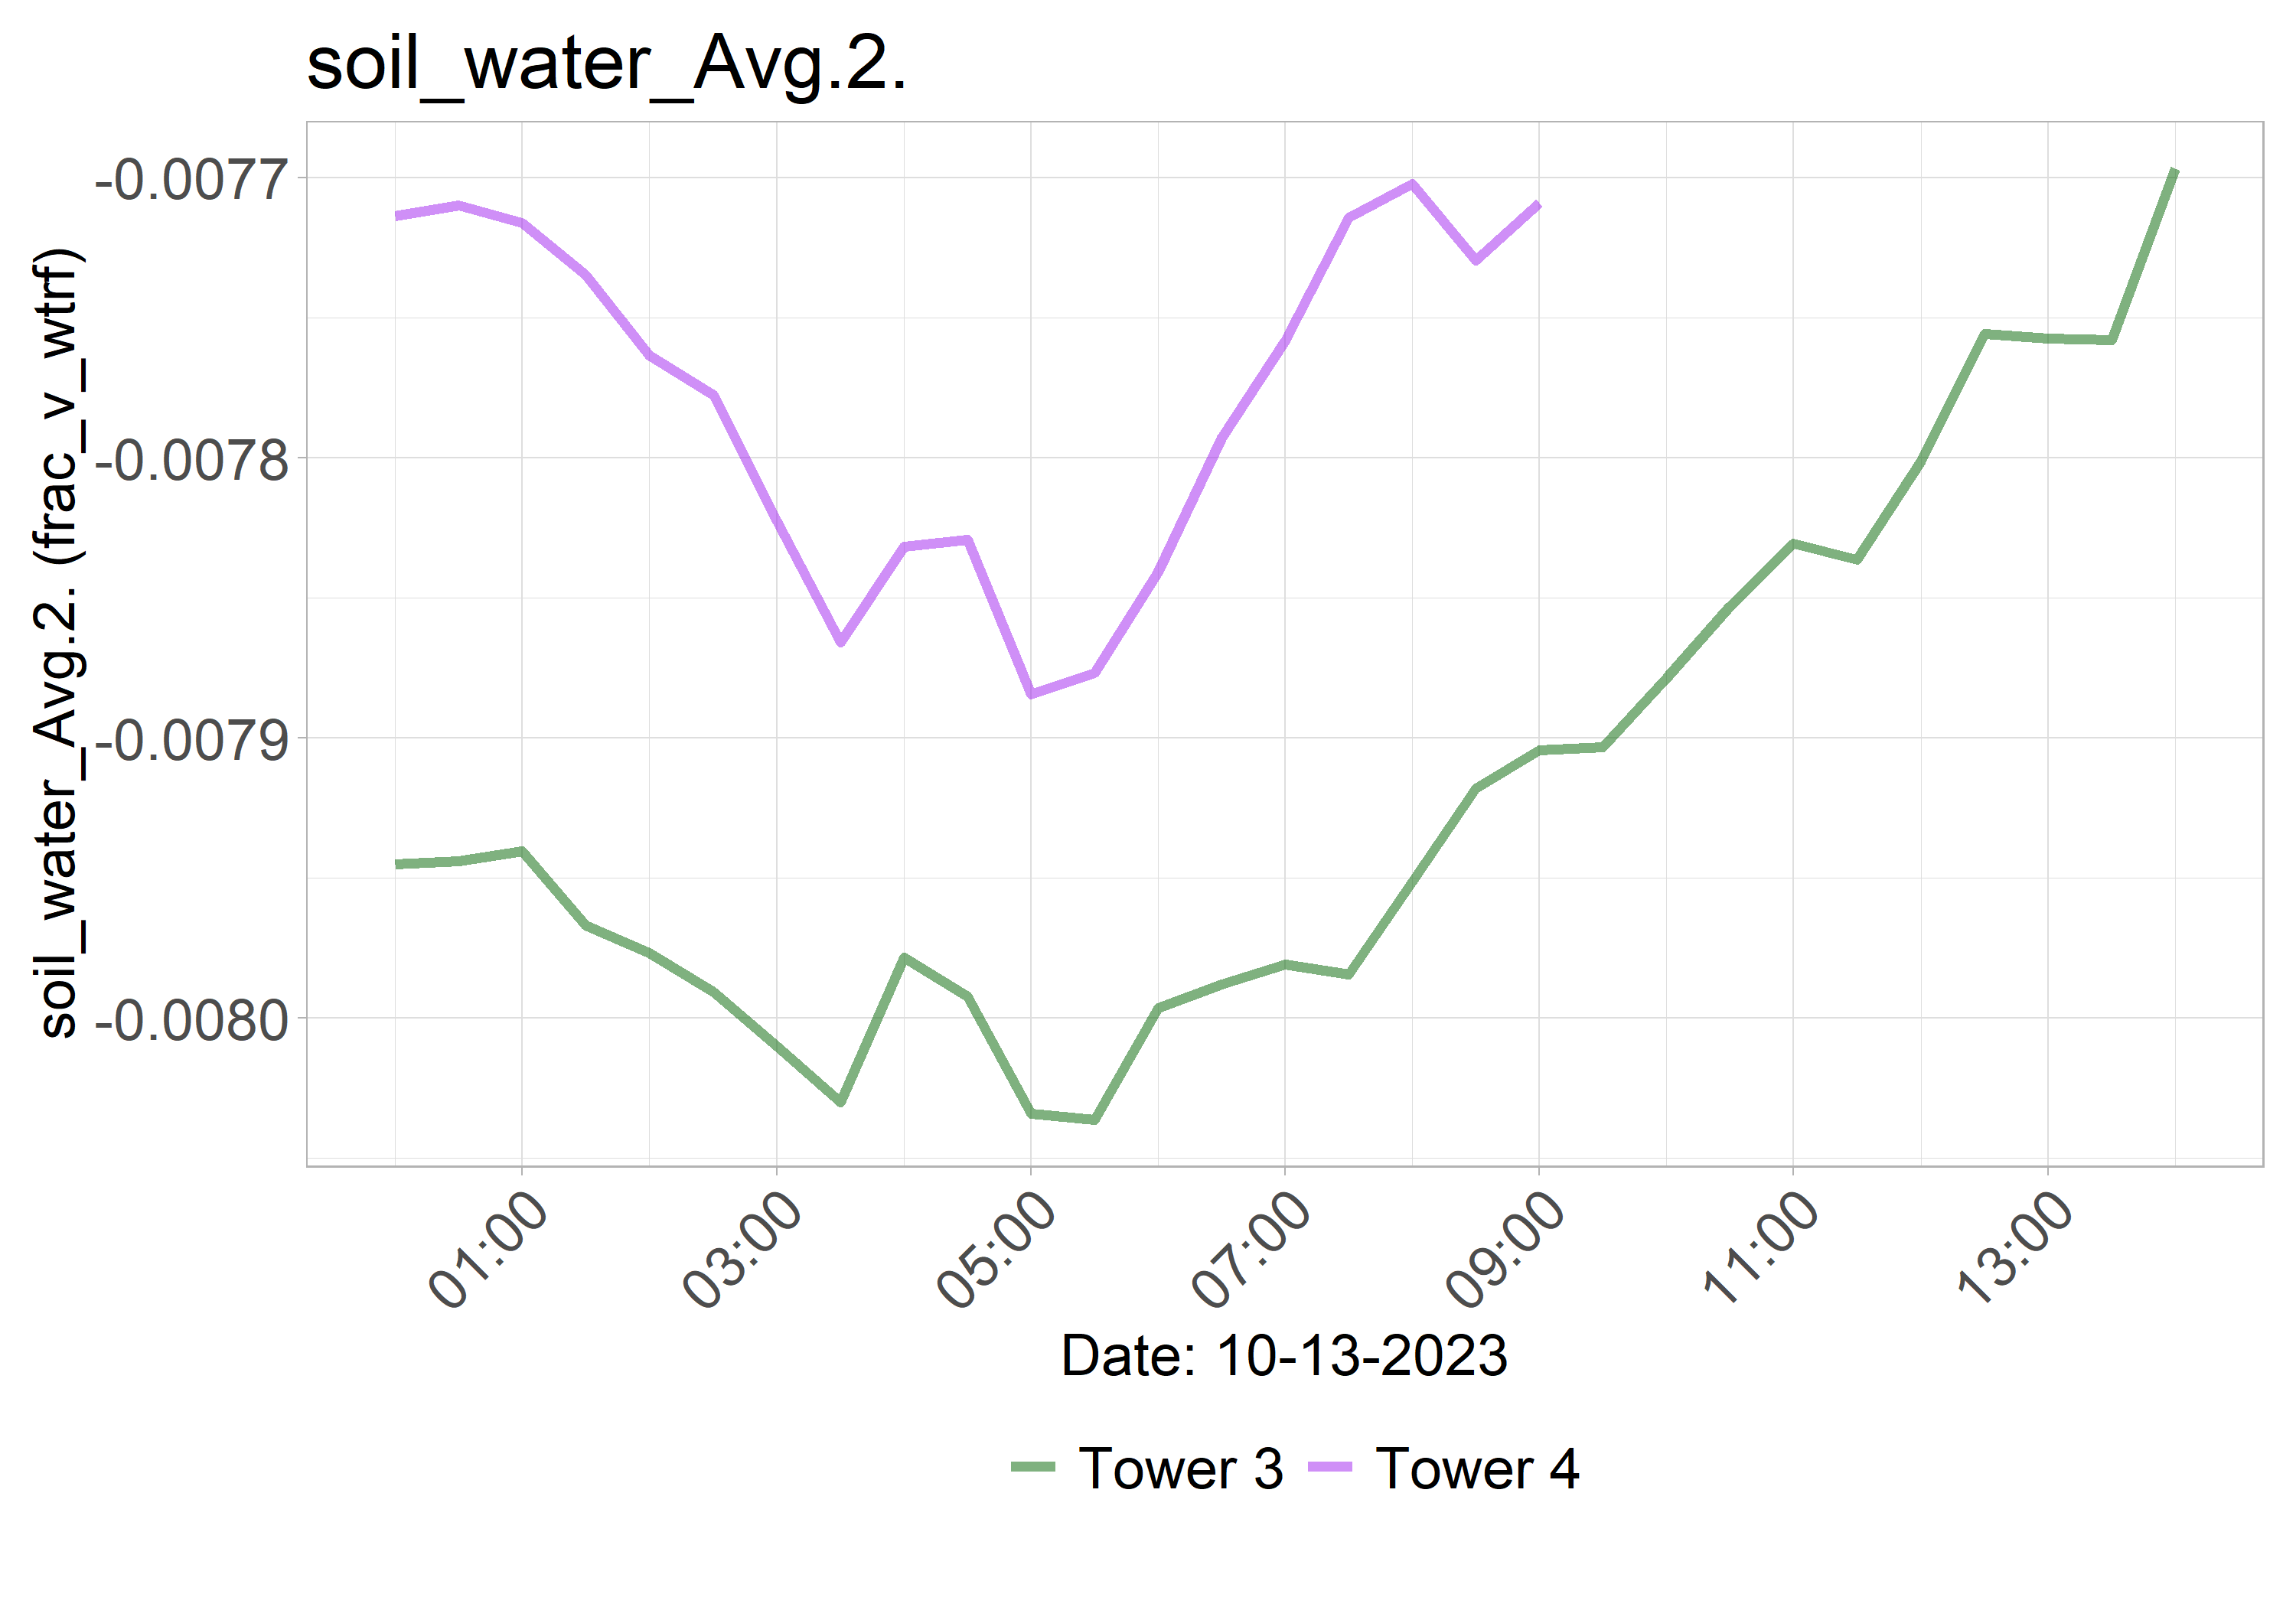 soil_water_Avg.2.
soil_water_Avg.2. (frac_v_wtrf)
-0.0077
-0.0078
-0.0079
-0.0080
01:00
03:00
05:00
07:00
09:00
11:00
13:00
Date: 10-13-2023
Tower 3 Tower 4